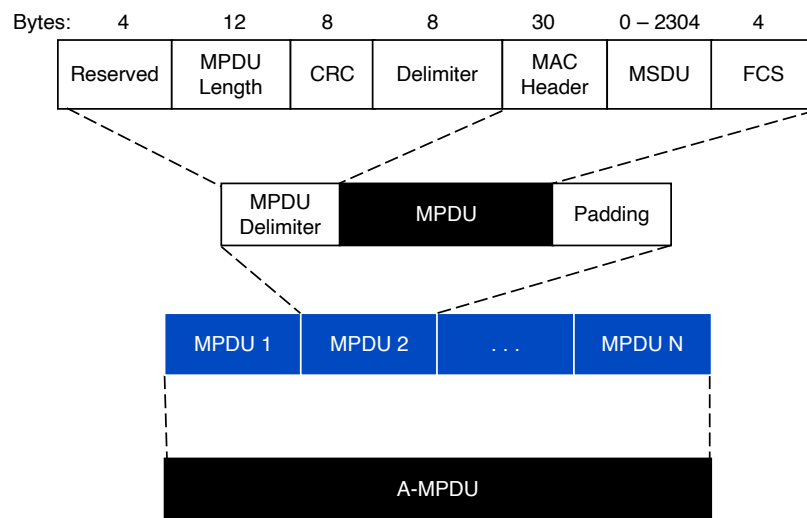 Bytes: 4 12 8 8 30 0 – 2304 4
Reserved MPDU Length CRC Delimiter MAC Header MSDU FCS
MPDU Delimiter MPDU Padding
MPDU 1 MPDU 2 . . . MPDU N
A-MPDU